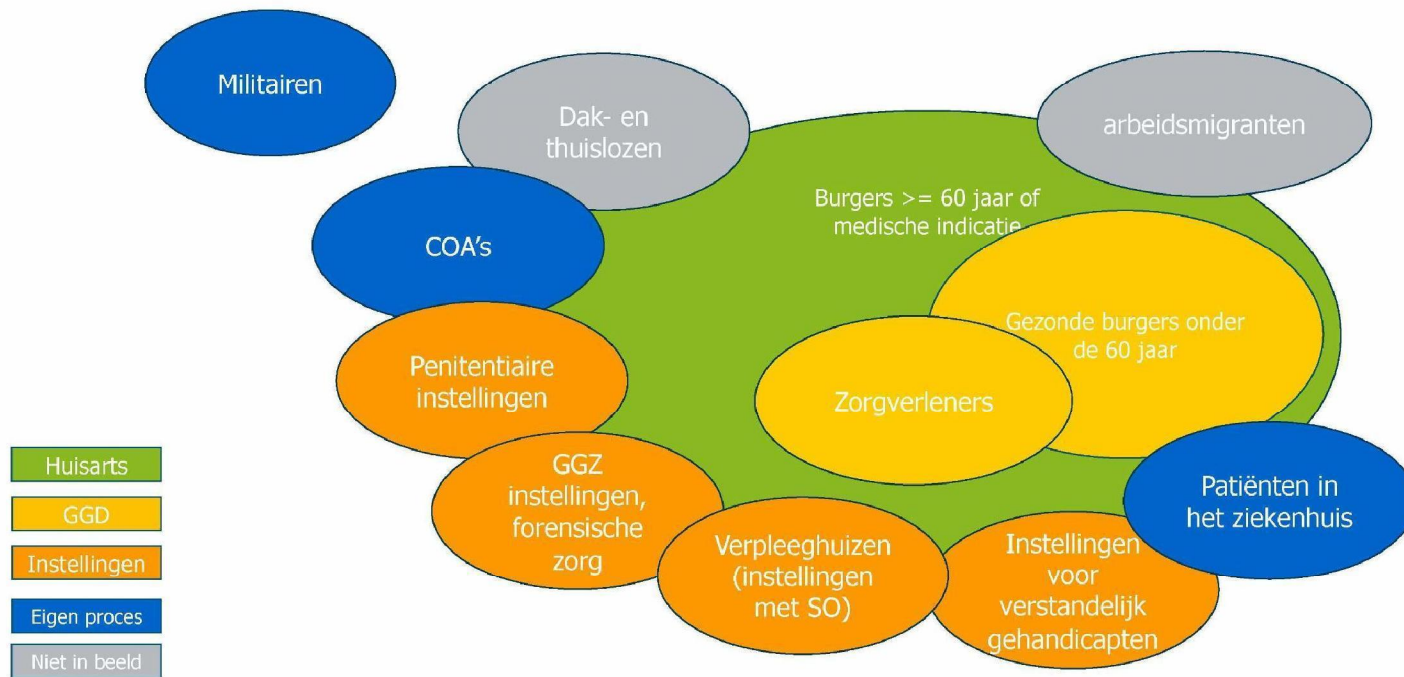 Militairen
Dak- en
thuislozen
arbeidsmigranten
Burgers >= 60 jaar of
medische indicatie
COA's
Gezonde burgers onder
de 60 jaar
Penitentiaire
instellingen
Zorgverleners
GGZ
instellingen,
forensische
zorg
Patiënten in
het ziekenhuis
Verpleeghuizen
(instellingen
met SO)
Instellingen
voor
verstandelijk
gehandicapten
Huisarts
GGD
Instellingen
Eigen proces
Niet in beeld